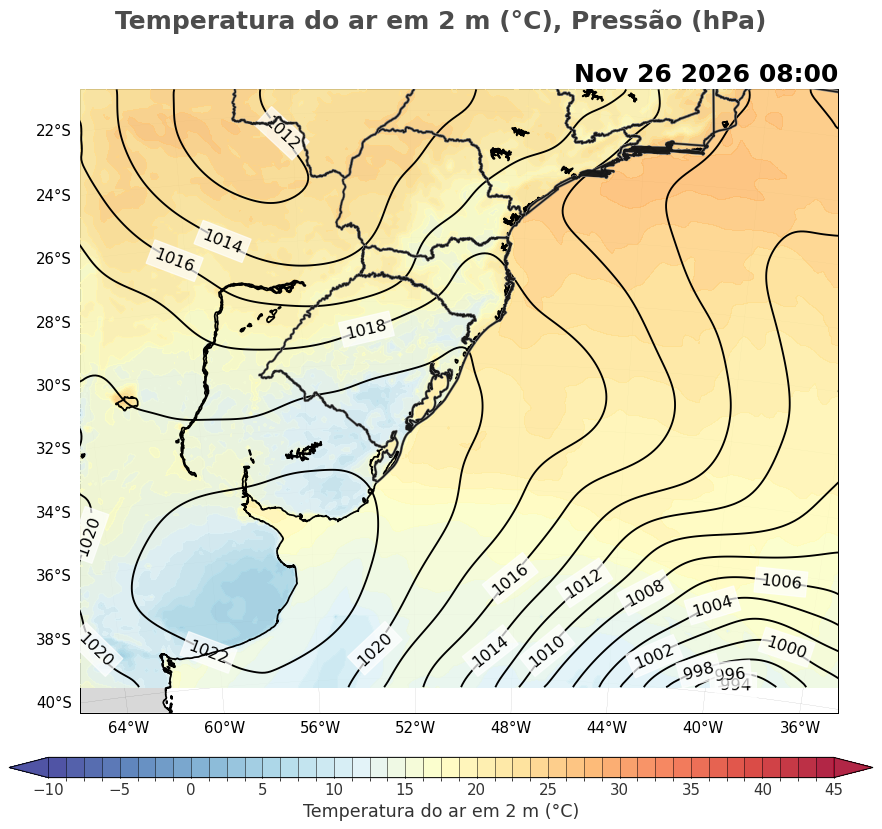 Temperatura do ar em 2 m (°C), Pressão (hPa)
Nov 26 2026 08:00
22°S
24°S
26°S
28°S
30°S
32°S
34°S
36°S
38°S
40°S
1012
1014
1016
1018
1020
1020
1022
1020
1016
1014
1012
1010
1008
1006
1004
1002
1000
998
996
994
64°W
60°W
56°W
52°W
48°W
44°W
40°W
36°W
−10
−5
0
5
10
15
20
25
30
35
40
45
Temperatura do ar em 2 m (°C)